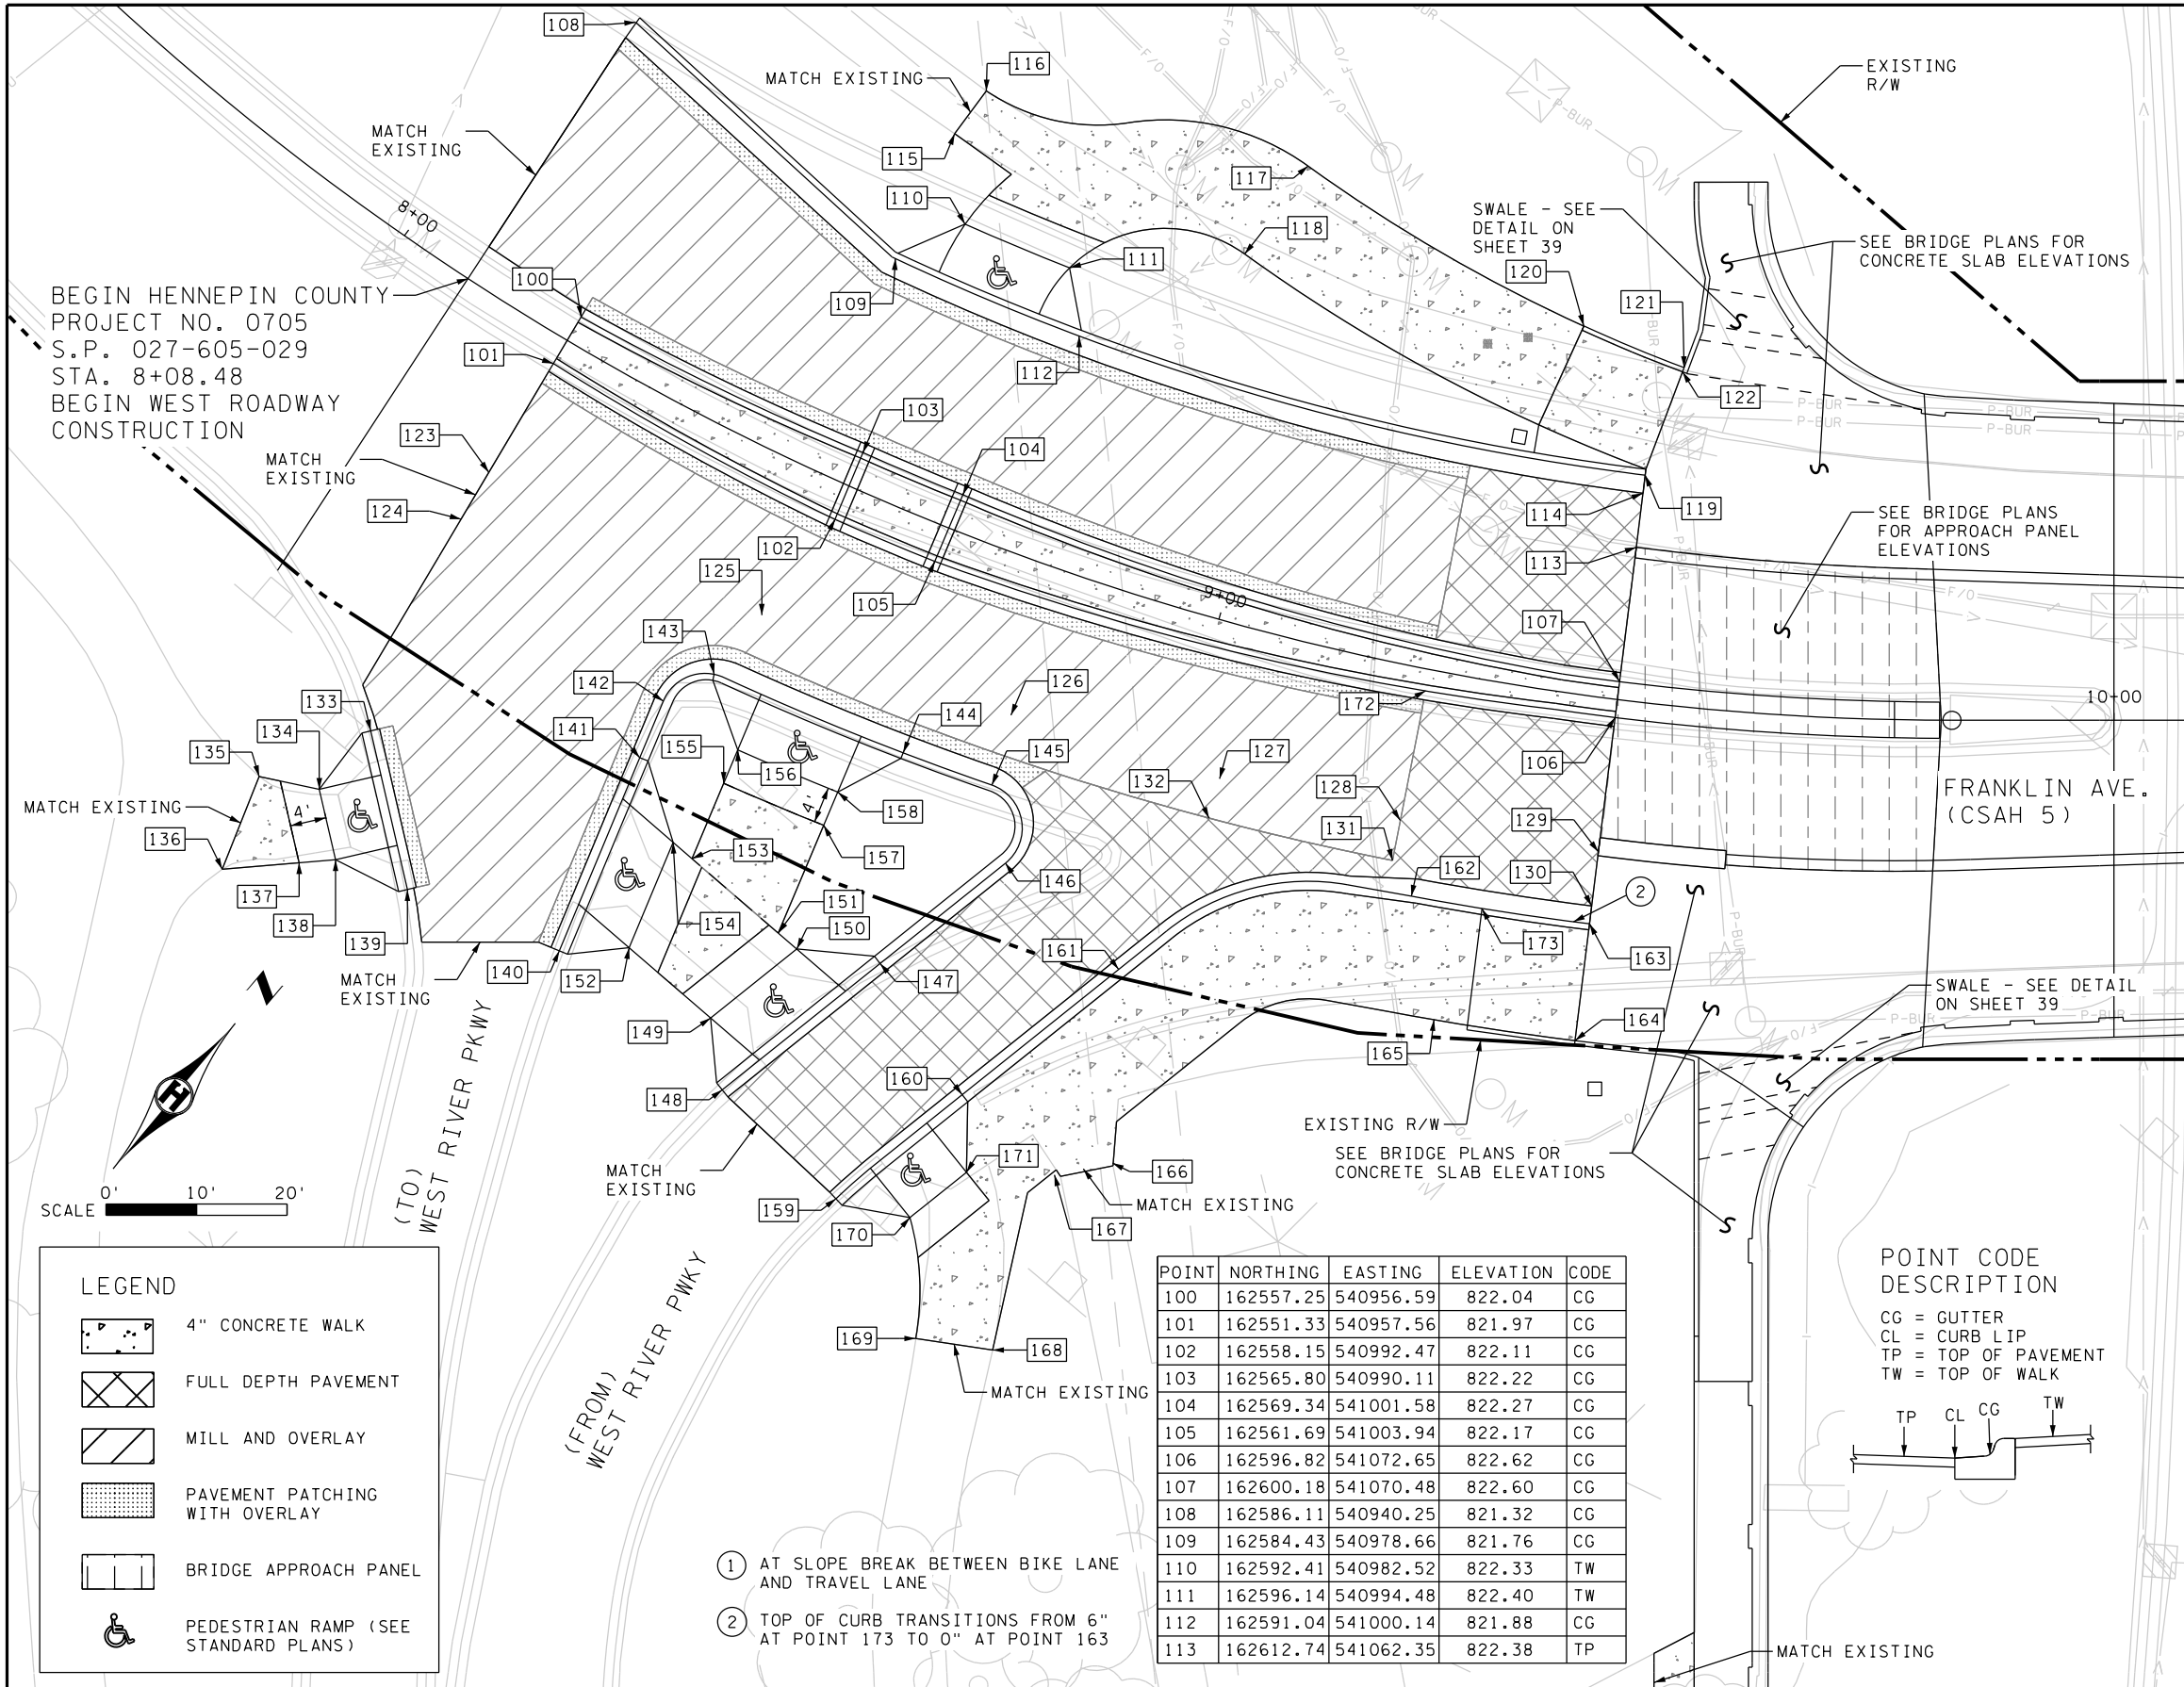 108
116
MATCH EXISTING
EXISTING
R/W
MATCH
EXISTING
115
117
110
8+00
118
SWALE - SEE
DETAIL ON
SHEET 39
SEE BRIDGE PLANS FOR
CONCRETE SLAB ELEVATIONS
111
120
100
109
121
BEGIN HENNEPIN COUNTY
PROJECT NO. 0705
S.P. 027-605-029
STA. 8+08.48
BEGIN WEST ROADWAY
CONSTRUCTION
101
112
122
103
123
104
MATCH
EXISTING
124
114
119
SEE BRIDGE PLANS
FOR APPROACH PANEL
ELEVATIONS
102
125
113
105
9+00
107
143
142
126
133
172
10+00
144
134
141
135
155
145
127
156
132
106
128
FRANKLIN AVE.
(CSAH 5)
MATCH EXISTING
4'
4'
158
136
131
129
153
157
162
130
2
137
146
154
151
138
150
139
161
173
163
MATCH
EXISTING
140
152
147
SWALE - SEE DETAIL
ON SHEET 39
149
164
165
160
148
EXISTING R/W
SEE BRIDGE PLANS FOR
CONCRETE SLAB ELEVATIONS
MATCH
EXISTING
171
166
MATCH EXISTING
159
170
167
(TO)
WEST RIVER PKWY
0' 10' 20'
SCALE
169
168
MATCH EXISTING
(FROM)
WEST RIVER PWKY
LEGEND
4" CONCRETE WALK
FULL DEPTH PAVEMENT
MILL AND OVERLAY
PAVEMENT PATCHING
WITH OVERLAY
BRIDGE APPROACH PANEL
PEDESTRIAN RAMP (SEE
STANDARD PLANS)
1 AT SLOPE BREAK BETWEEN BIKE LANE
AND TRAVEL LANE
2 TOP OF CURB TRANSITIONS FROM 6"
AT POINT 173 TO 0" AT POINT 163
POINT NORTHING EASTING ELEVATION CODE
100 162557.25 540956.59 822.04 CG
101 162551.33 540957.56 821.97 CG
102 162558.15 540992.47 822.11 CG
103 162565.80 540990.11 822.22 CG
104 162569.34 541001.58 822.27 CG
105 162561.69 541003.94 822.17 CG
106 162596.82 541072.65 822.62 CG
107 162600.18 541070.48 822.60 CG
108 162586.11 540940.25 821.32 CG
109 162584.43 540978.66 821.76 CG
110 162592.41 540982.52 822.33 TW
111 162596.14 540994.48 822.40 TW
112 162591.04 541000.14 821.88 CG
113 162612.74 541062.35 822.38 TP
POINT CODE
DESCRIPTION
CG = GUTTER
CL = CURB LIP
TP = TOP OF PAVEMENT
TW = TOP OF WALK
TP CL CG TW
MATCH EXISTING